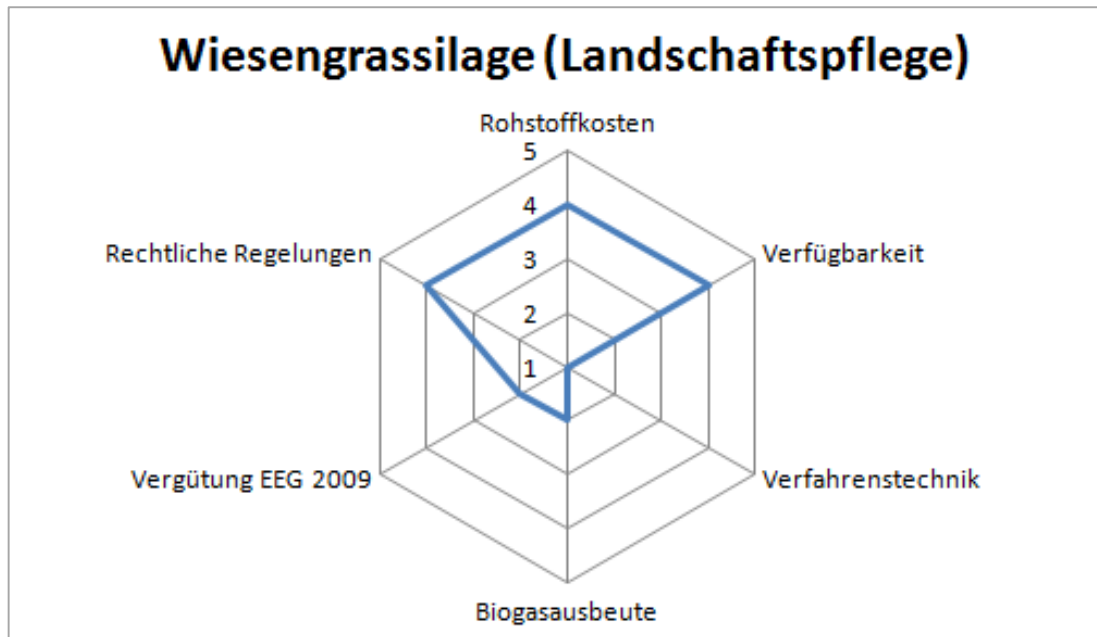 Wiesengrassilage (Landschaftspflege)
Rohstoffkosten
5
4
Rechtliche Regelungen
Verfügbarkeit
3
2
1
Vergütung EEG 2009
Verfahrenstechnik
Biogasausbeute